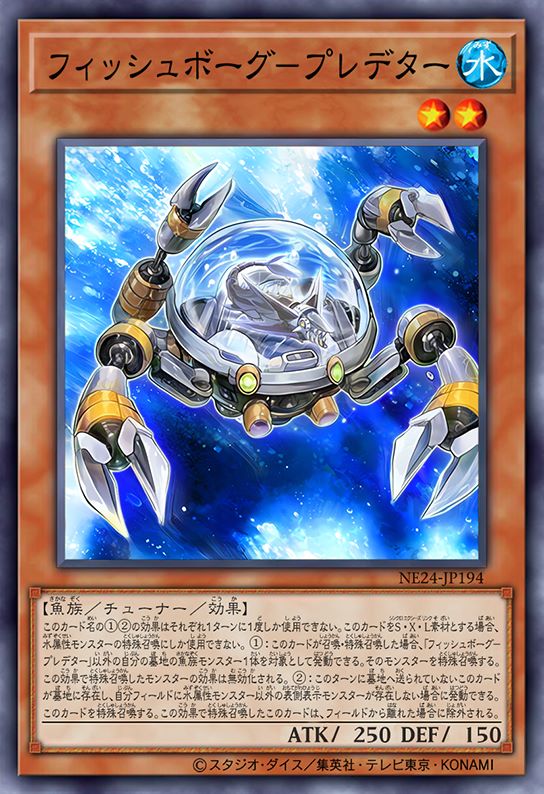 フィッシュボーグ－プレデター
水
NE24-JP194
【魚族／チューナー／効果】
このカード名の①②の効果はそれぞれ1ターンに1度しか使用できない。このカードをS・X・L素材とする場合、
水属性モンスターの特殊召喚にしか使用できない。①：このカードが召喚・特殊召喚した場合、「フィッシュボーグ－
プレデター」以外の自分の墓地の魚族モンスター1体を対象として発動できる。そのモンスターを特殊召喚する。
この効果で特殊召喚したモンスターの効果は無効化される。②：このターンに墓地へ送られていないこのカード
が墓地に存在し、自分フィールドに水属性モンスター以外の表側表示モンスターが存在しない場合に発動できる。
このカードを特殊召喚する。この効果で特殊召喚したこのカードは、フィールドから離れた場合に除外される。
ATK/ 250 DEF/ 150
©スタジオ・ダイス／集英社・テレビ東京・KONAMI